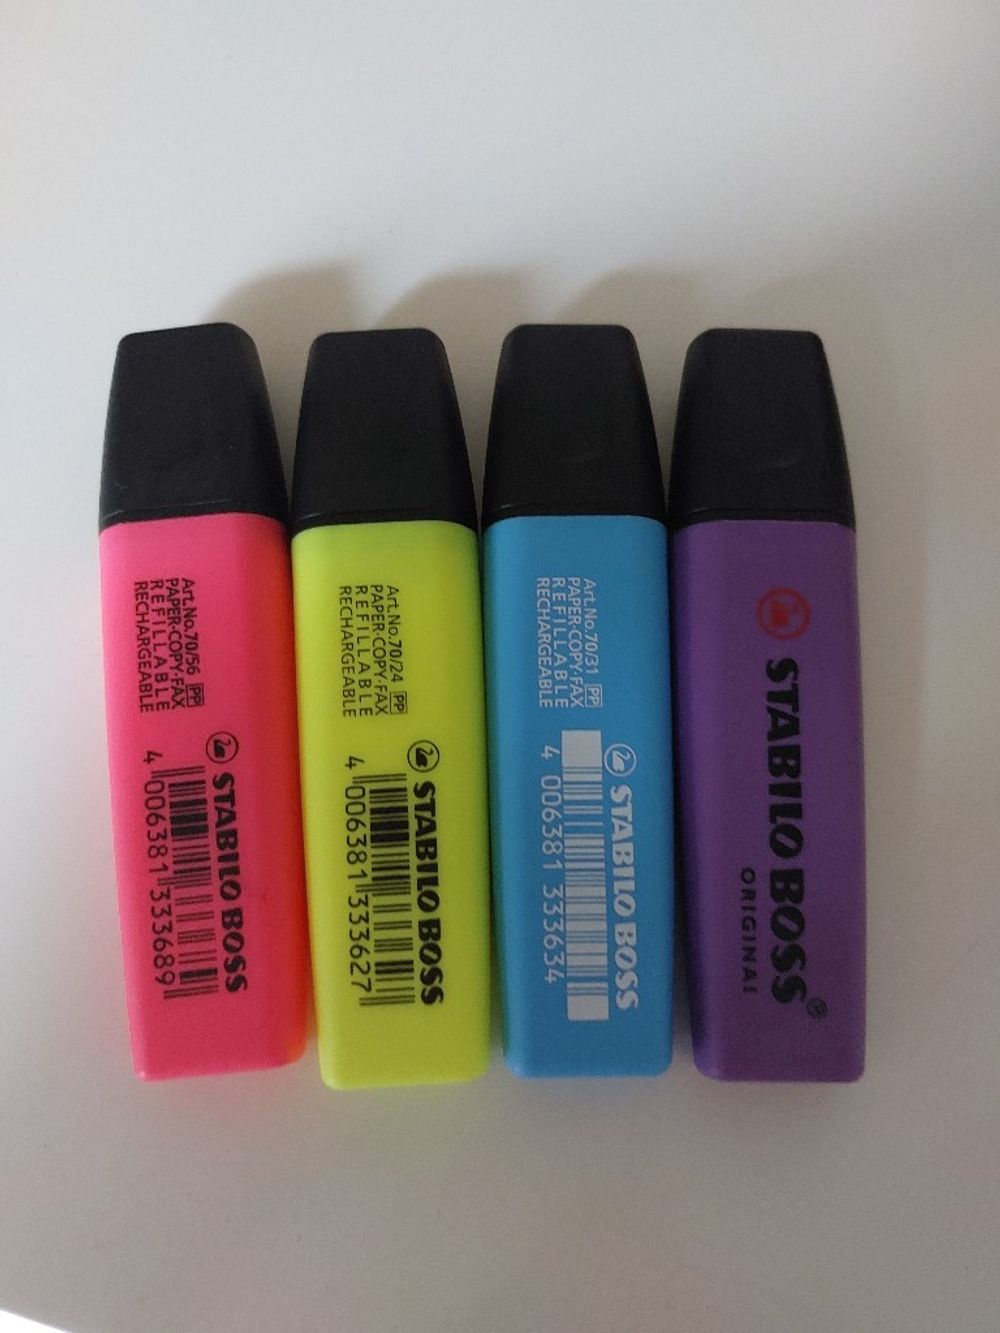 Art.No.70/56 PP
PAPER·COPY·FAX
REFILLABLE
RECHARGEABLE
STABILO BOSS
4 006381 333689
Art.No.70/24 PP
PAPER·COPY·FAX
REFILLABLE
RECHARGEABLE
STABILO BOSS
4 006381 333627
Art.No.70/31 PP
PAPER·COPY·FAX
REFILLABLE
RECHARGEABLE
STABILO BOSS
4 006381 333634
STABILO BOSS®
ORIGINAL